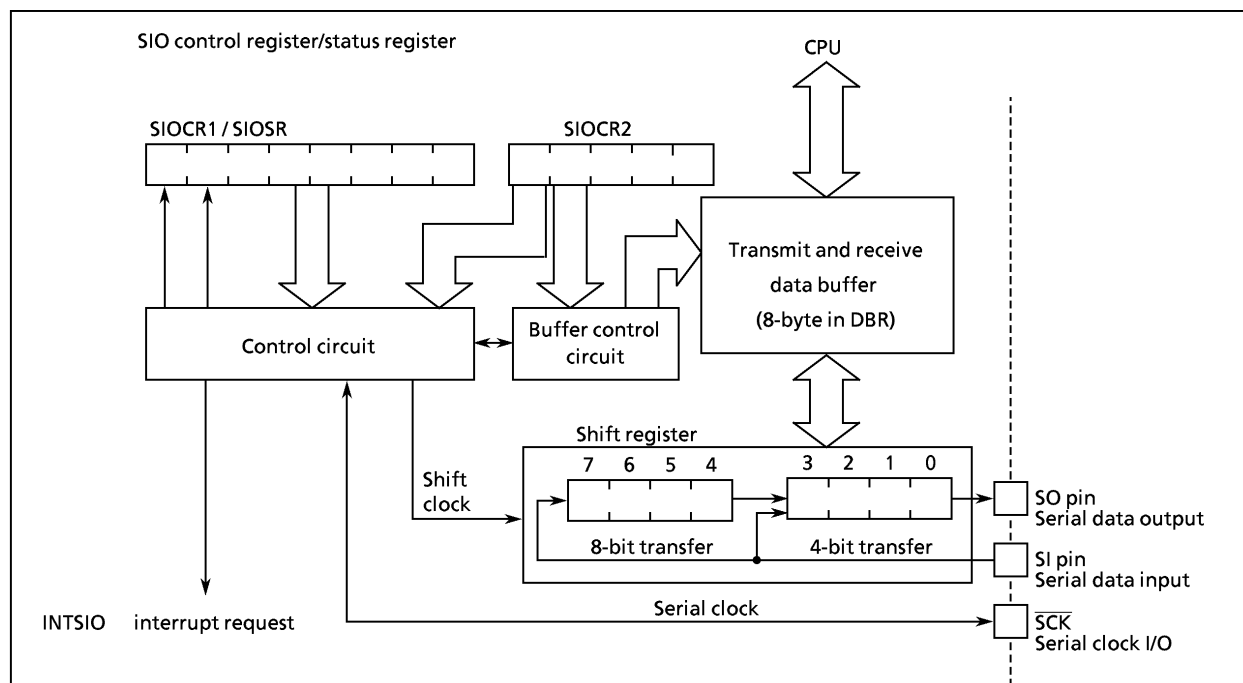 SIO control register/status register
CPU
SIOCR1 / SIOSR
SIOCR2
Transmit and receive
data buffer
(8-byte in DBR)
Control circuit
Buffer control
circuit
Shift register
7 6 5 4
3 2 1 0
Shift
clock
8-bit transfer
4-bit transfer
SO pin
Serial data output
SI pin
Serial data input
INTSIO interrupt request
Serial clock
S̅C̅K̅
Serial clock I/O